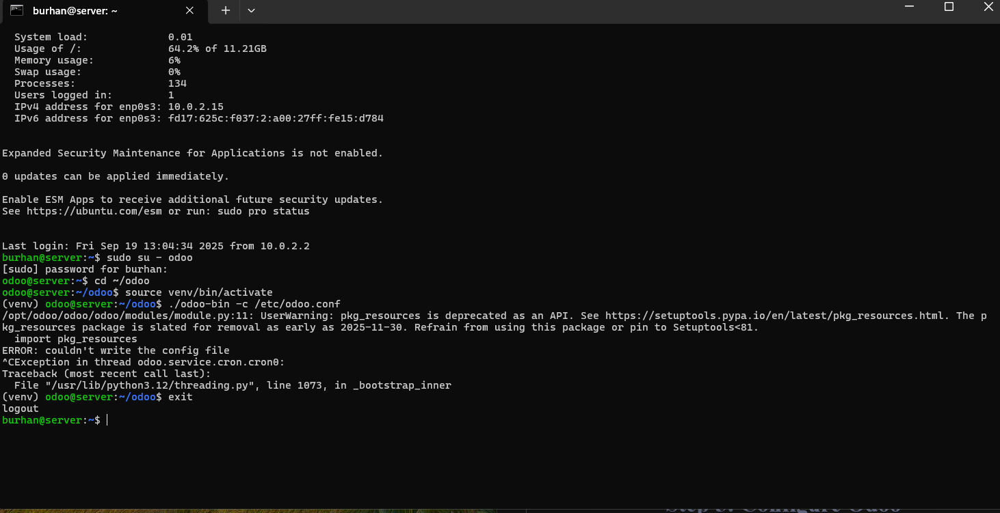 burhan@server: ~
System load: 0.01
Usage of /: 64.2% of 11.21GB
Memory usage: 6%
Swap usage: 0%
Processes: 134
Users logged in: 1
IPv4 address for enp0s3: 10.0.2.15
IPv6 address for enp0s3: fd17:625c:f037:2:a00:27ff:fe15:d784
Expanded Security Maintenance for Applications is not enabled.
0 updates can be applied immediately.
Enable ESM Apps to receive additional future security updates.
See https://ubuntu.com/esm or run: sudo pro status
Last login: Fri Sep 19 13:04:34 2025 from 10.0.2.2
burhan@server:~$ sudo su - odoo
[sudo] password for burhan:
odoo@server:~$ cd ~/odoo
odoo@server:~/odoo$ source venv/bin/activate
(venv) odoo@server:~/odoo$ ./odoo-bin -c /etc/odoo.conf
/opt/odoo/odoo/odoo/modules/module.py:11: UserWarning: pkg_resources is deprecated as an API. See https://setuptools.pypa.io/en/latest/pkg_resources.html. The p
kg_resources package is slated for removal as early as 2025-11-30. Refrain from using this package or pin to Setuptools<81.
import pkg_resources
ERROR: couldn't write the config file
^CException in thread odoo.service.cron.cron0:
Traceback (most recent call last):
File "/usr/lib/python3.12/threading.py", line 1073, in _bootstrap_inner
(venv) odoo@server:~/odoo$ exit
logout
burhan@server:~$
Configure Odoo